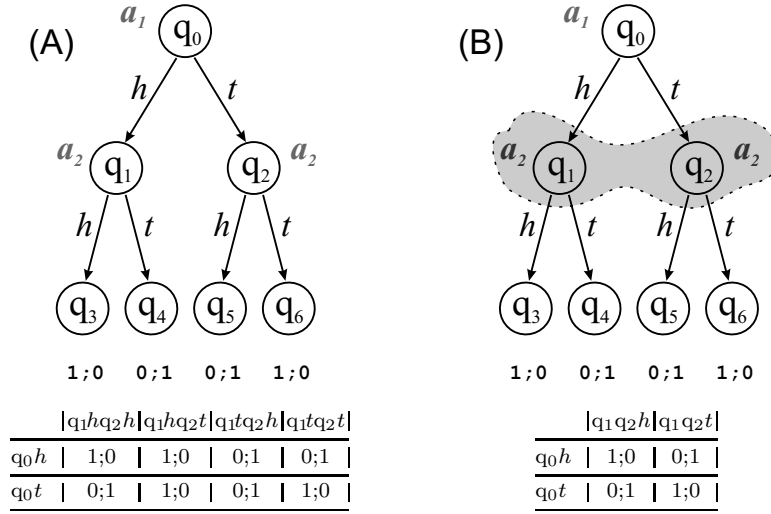 (A) a₁ q₀ (B) a₁ q₀
h t h t
a₂ q₁ q₂ a₂ a₂ q₁ q₂ a₂
h t h t h t h t
q₃ q₄ q₅ q₆ q₃ q₄ q₅ q₆
1;0 0;1 0;1 1;0 1;0 0;1 0;1 1;0
|q₁hq₂h|q₁hq₂t|q₁tq₂h|q₁tq₂t| |q₁q₂h|q₁q₂t|
q₀h | 1;0 | 1;0 | 0;1 | 0;1 | q₀h | 1;0 | 0;1 |
q₀t | 0;1 | 1;0 | 0;1 | 1;0 | q₀t | 0;1 | 1;0 |